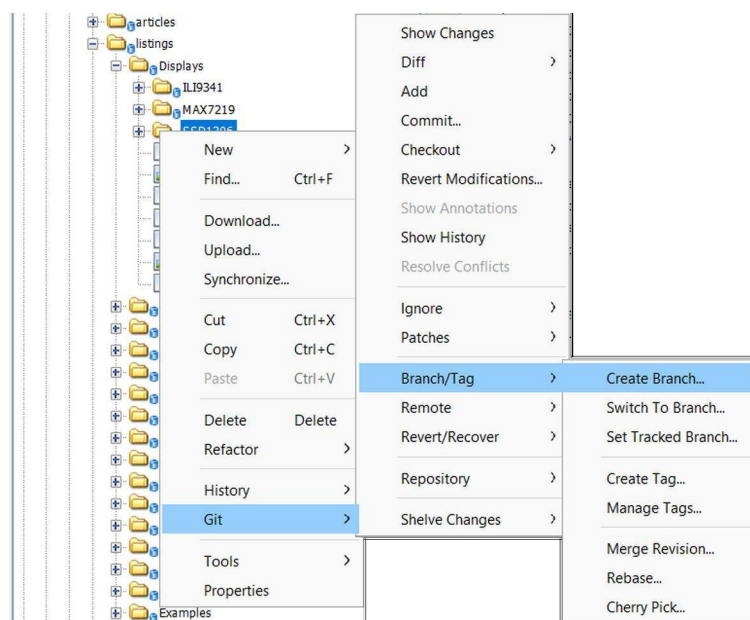 articles
listings
Displays
ILI9341
MAX7219
SSD1306
New
Find... Ctrl+F
Download...
Upload...
Synchronize...
Cut Ctrl+X
Copy Ctrl+C
Paste Ctrl+V
Delete Delete
Refactor
History
Git
Tools
Properties
Examples
Show Changes
Diff
Add
Commit...
Checkout
Revert Modifications...
Show Annotations
Show History
Resolve Conflicts
Ignore
Patches
Branch/Tag
Remote
Revert/Recover
Repository
Shelve Changes
Create Branch...
Switch To Branch...
Set Tracked Branch...
Create Tag...
Manage Tags...
Merge Revision...
Rebase...
Cherry Pick...